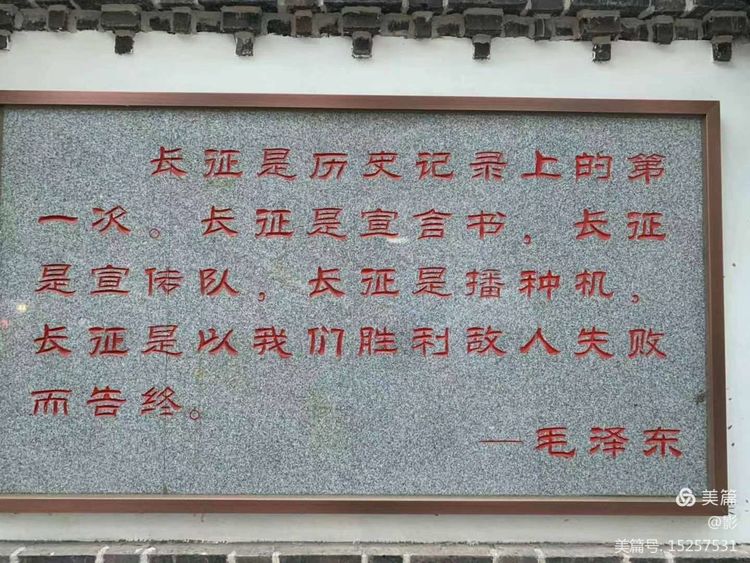 长征是历史记录上的第
一次。长征是宣言书，长征
是宣传队，长征是播种机，
长征是以我们胜利敌人失败
而告终。
—毛泽东
美篇
@影
美篇号: 15257531